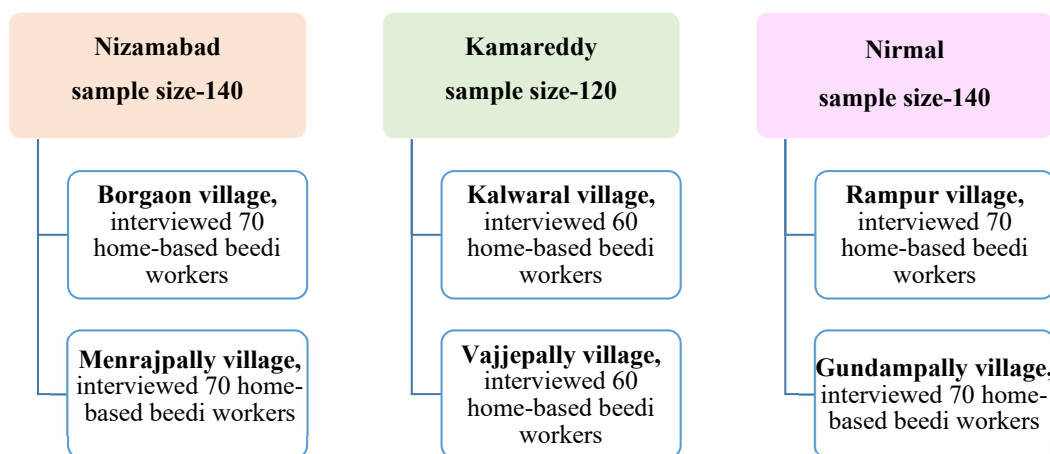 Nizamabad
sample size-140
Borgaon village,
interviewed 70
home-based beedi
workers
Menrajpally village,
interviewed 70 home-
based beedi workers
Kamareddy
sample size-120
Kalwaral village,
interviewed 60
home-based beedi
workers
Vajjepally village,
interviewed 60
home-based beedi
workers
Nirmal
sample size-140
Rampur village,
interviewed 70
home-based beedi
workers
Gundampally village,
interviewed 70 home-
based beedi workers